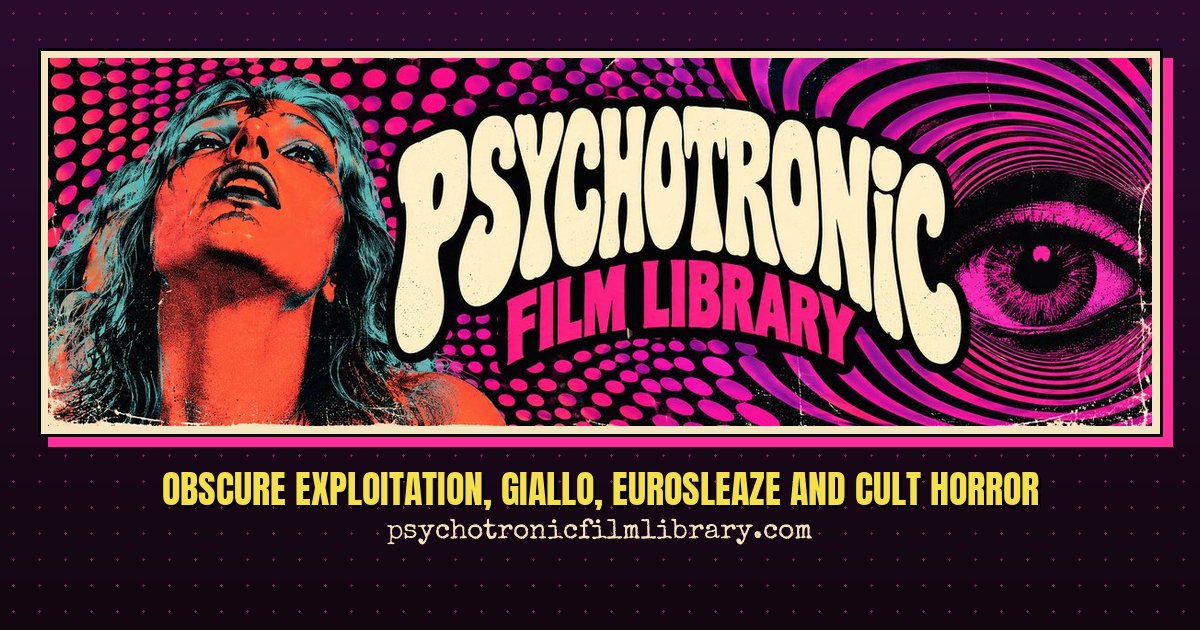 PSYCHOTRONiC
FILM LIBRARY
OBSCURE EXPLOITATION, GIALLO, EUROSLEAZE AND CULT HORROR
psychotronicfilmlibrary.com